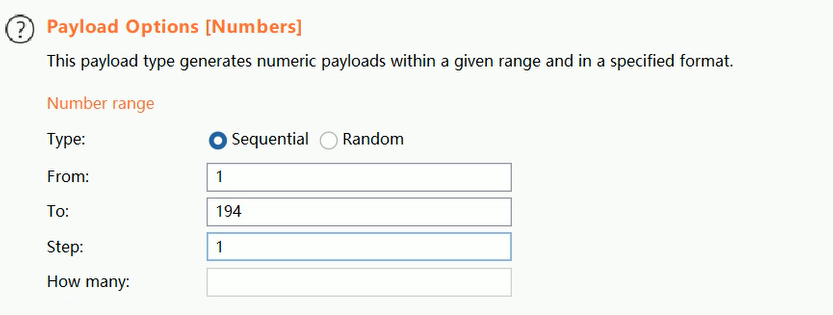 ? Payload Options [Numbers]
This payload type generates numeric payloads within a given range and in a specified format.
Number range
Type: Sequential Random
From: 1
To: 194
Step: 1
How many: